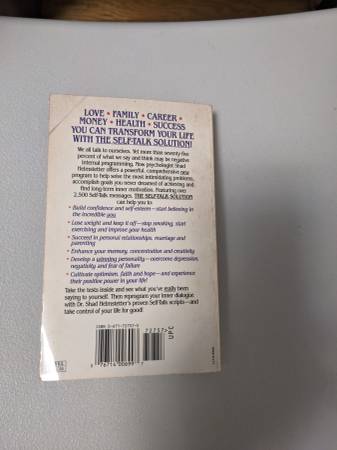 LOVE • FAMILY • CAREER •
MONEY • HEALTH • SUCCESS
YOU CAN TRANSFORM YOUR LIFE
WITH THE SELF-TALK SOLUTION!
We all talk to ourselves. Yet more than seventy-five
percent of what we say and think may be negative
internal programming. Now psychologist Shad
Helmstetter offers a powerful, comprehensive new
program to help solve the most intimidating problems,
accomplish goals you never dreamed of achieving and
find long-term inner motivation. Featuring over
2,500 Self-Talk messages, THE SELF-TALK SOLUTION
can help you to:
• Build confidence and self-esteem—start believing in
the incredible you
• Lose weight and keep it off—stop smoking, start
exercising and improve your health
• Succeed in personal relationships, marriage and
parenting
• Enhance your memory, concentration and creativity
• Develop a winning personality—overcome depression,
negativity and fear of failure
• Cultivate optimism, faith and hope—and experience
their positive power in your life!
Take the tests inside and see what you've really been
saying to yourself. Then reprogram your inner dialogue
with Dr. Shad Helmstetter's proven Self-Talk scripts—and
take control of your life for good!
ISBN 0-671-72757-5
72757>
UPC